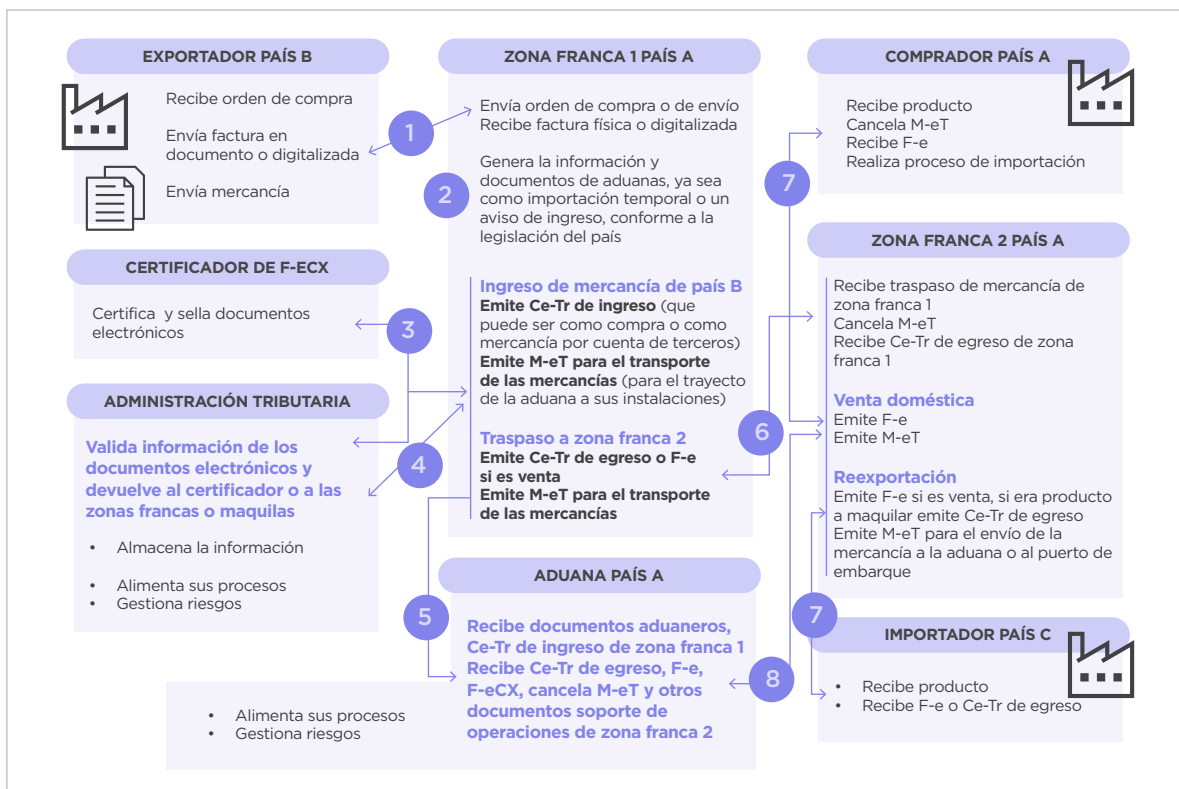 EXPORTADOR PAÍS B
Recibe orden de compra
Envía factura en
documento o digitalizada
Envía mercancía
1
ZONA FRANCA 1 PAÍS A
Envía orden de compra o de envío
Recibe factura física o digitalizada
2
Genera la información y
documentos de aduanas, ya sea
como importación temporal o un
aviso de ingreso, conforme a la
legislación del país
Ingreso de mercancía de país B
Emite Ce-Tr de ingreso (que
puede ser como compra o como
mercancía por cuenta de terceros)
Emite M-eT para el transporte
de las mercancías (para el trayecto
de la aduana a sus instalaciones)
Traspaso a zona franca 2
Emite Ce-Tr de egreso o F-e
si es venta
Emite M-eT para el transporte
de las mercancías
CERTIFICADOR DE F-ECX
Certifica y sella documentos
electrónicos
3
ADMINISTRACIÓN TRIBUTARIA
Valida información de los
documentos electrónicos y
devuelve al certificador o a las
zonas francas o maquilas
• Almacena la información
• Alimenta sus procesos
• Gestiona riesgos
4
5
ADUANA PAÍS A
Recibe documentos aduaneros,
Ce-Tr de ingreso de zona franca 1
Recibe Ce-Tr de egreso, F-e,
F-eCX, cancela M-eT y otros
documentos soporte de
operaciones de zona franca 2
• Alimenta sus procesos
• Gestiona riesgos
6
7
8
COMPRADOR PAÍS A
Recibe producto
Cancela M-eT
Recibe F-e
Realiza proceso de importación
ZONA FRANCA 2 PAÍS A
Recibe traspaso de mercancía de
zona franca 1
Cancela M-eT
Recibe Ce-Tr de egreso de zona
franca 1
Venta doméstica
Emite F-e
Emite M-eT
Reexportación
Emite F-e si es venta, si era producto
a maquilar emite Ce-Tr de egreso
Emite M-eT para el envío de la
mercancía a la aduana o al puerto de
embarque
7
IMPORTADOR PAÍS C
• Recibe producto
• Recibe F-e o Ce-Tr de egreso